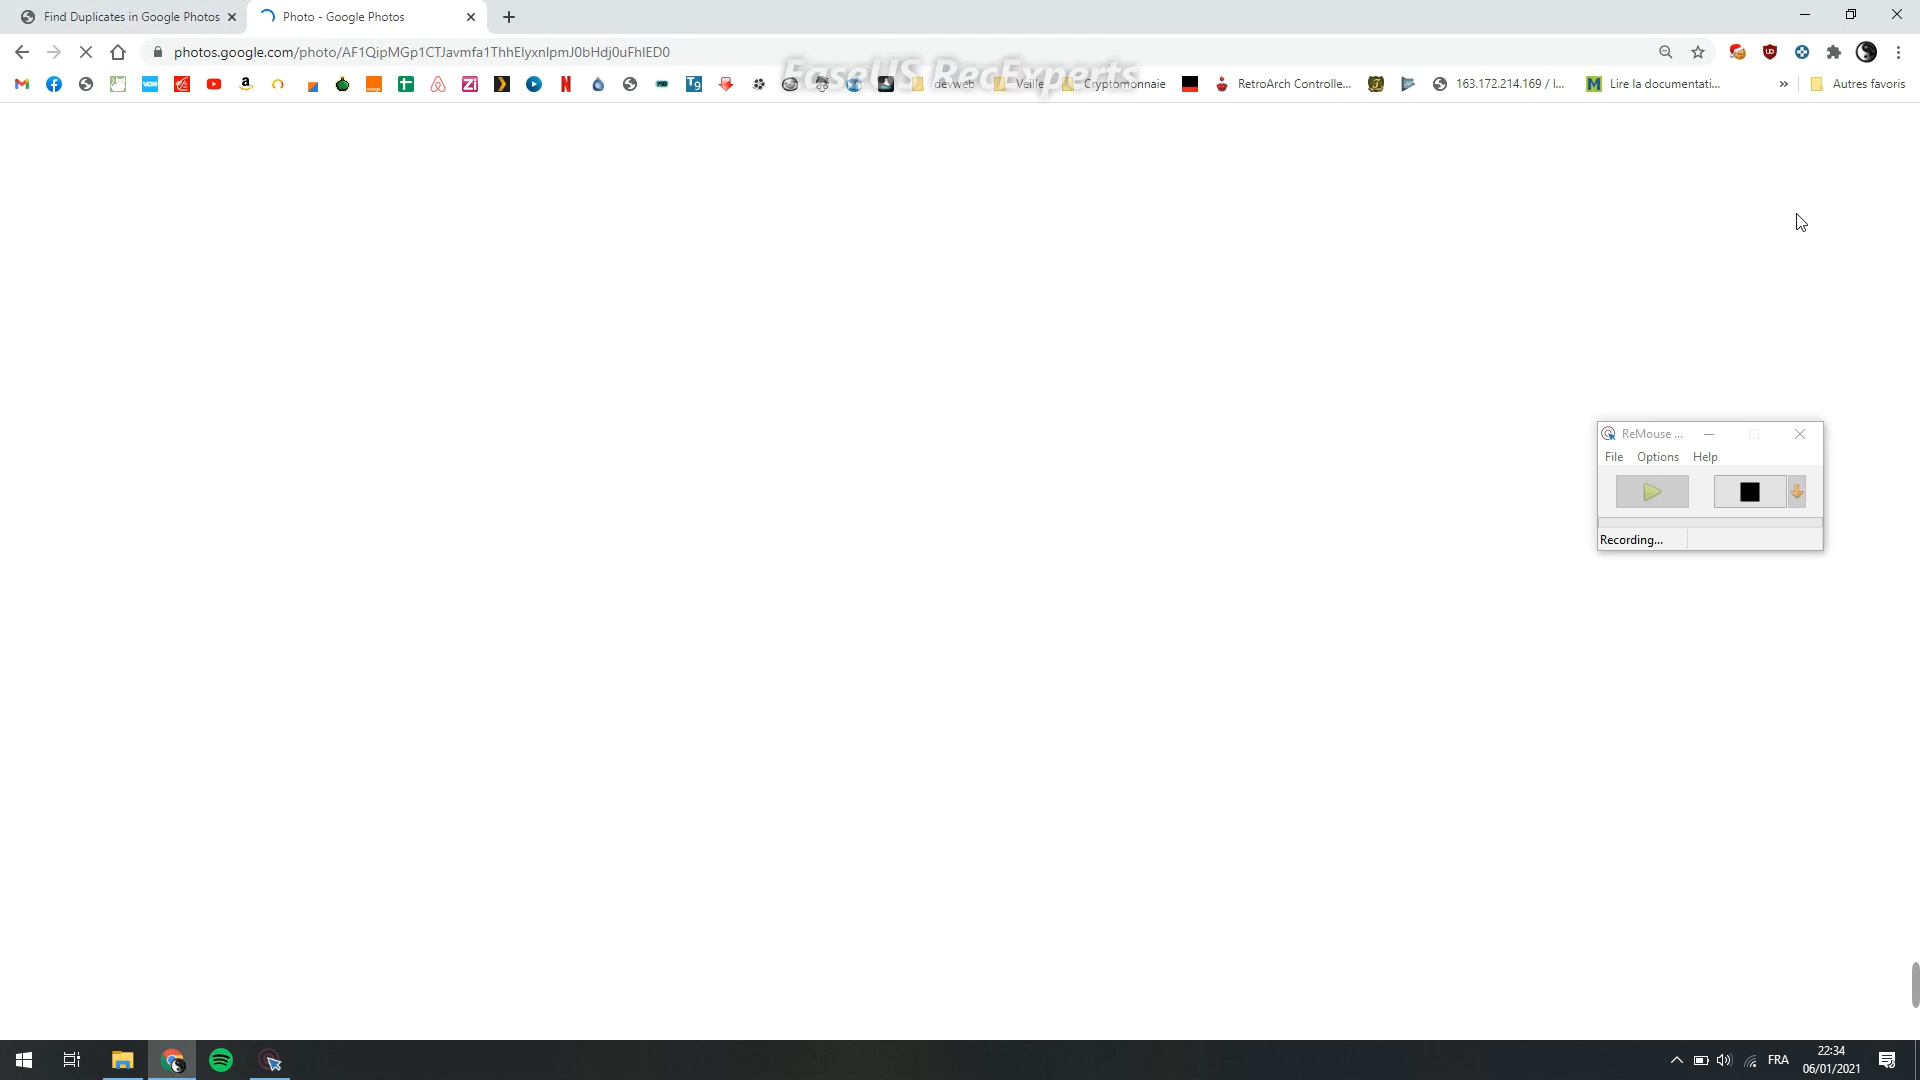 Find Duplicates in Google Photos
Photo - Google Photos
photos.google.com/photo/AF1QipMGp1CTJavmfa1ThhElyxnIpmJ0bHdj0uFhlED0
EaseUS RecExperts
devweb
Veille
Cryptomonnaie
RetroArch Controlle...
163.172.214.169 / l...
Lire la documentati...
»
Autres favoris
ReMouse ...
File Options Help
Recording...
FRA
22:34
06/01/2021